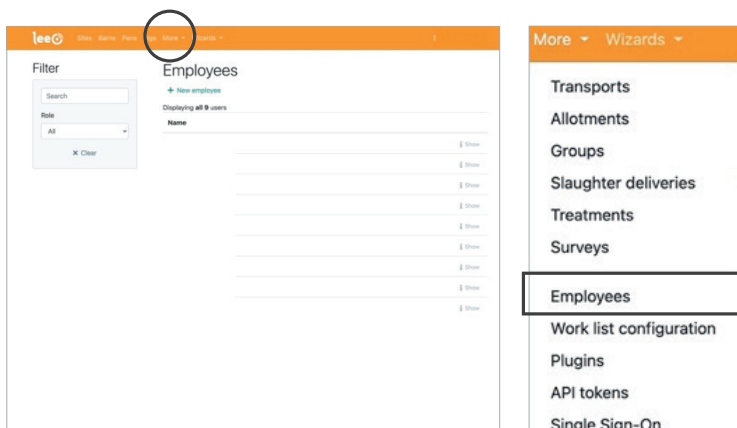 leeo Sites Barns Pens Pigs More Wizards
Filter
Search
Role
All
× Clear
Employees
+ New employee
Displaying all 9 users
Name
Show
Show
Show
Show
Show
Show
Show
Show
Show
More Wizards
Transports
Allotments
Groups
Slaughter deliveries
Treatments
Surveys
Employees
Work list configuration
Plugins
API tokens
Single Sign-On